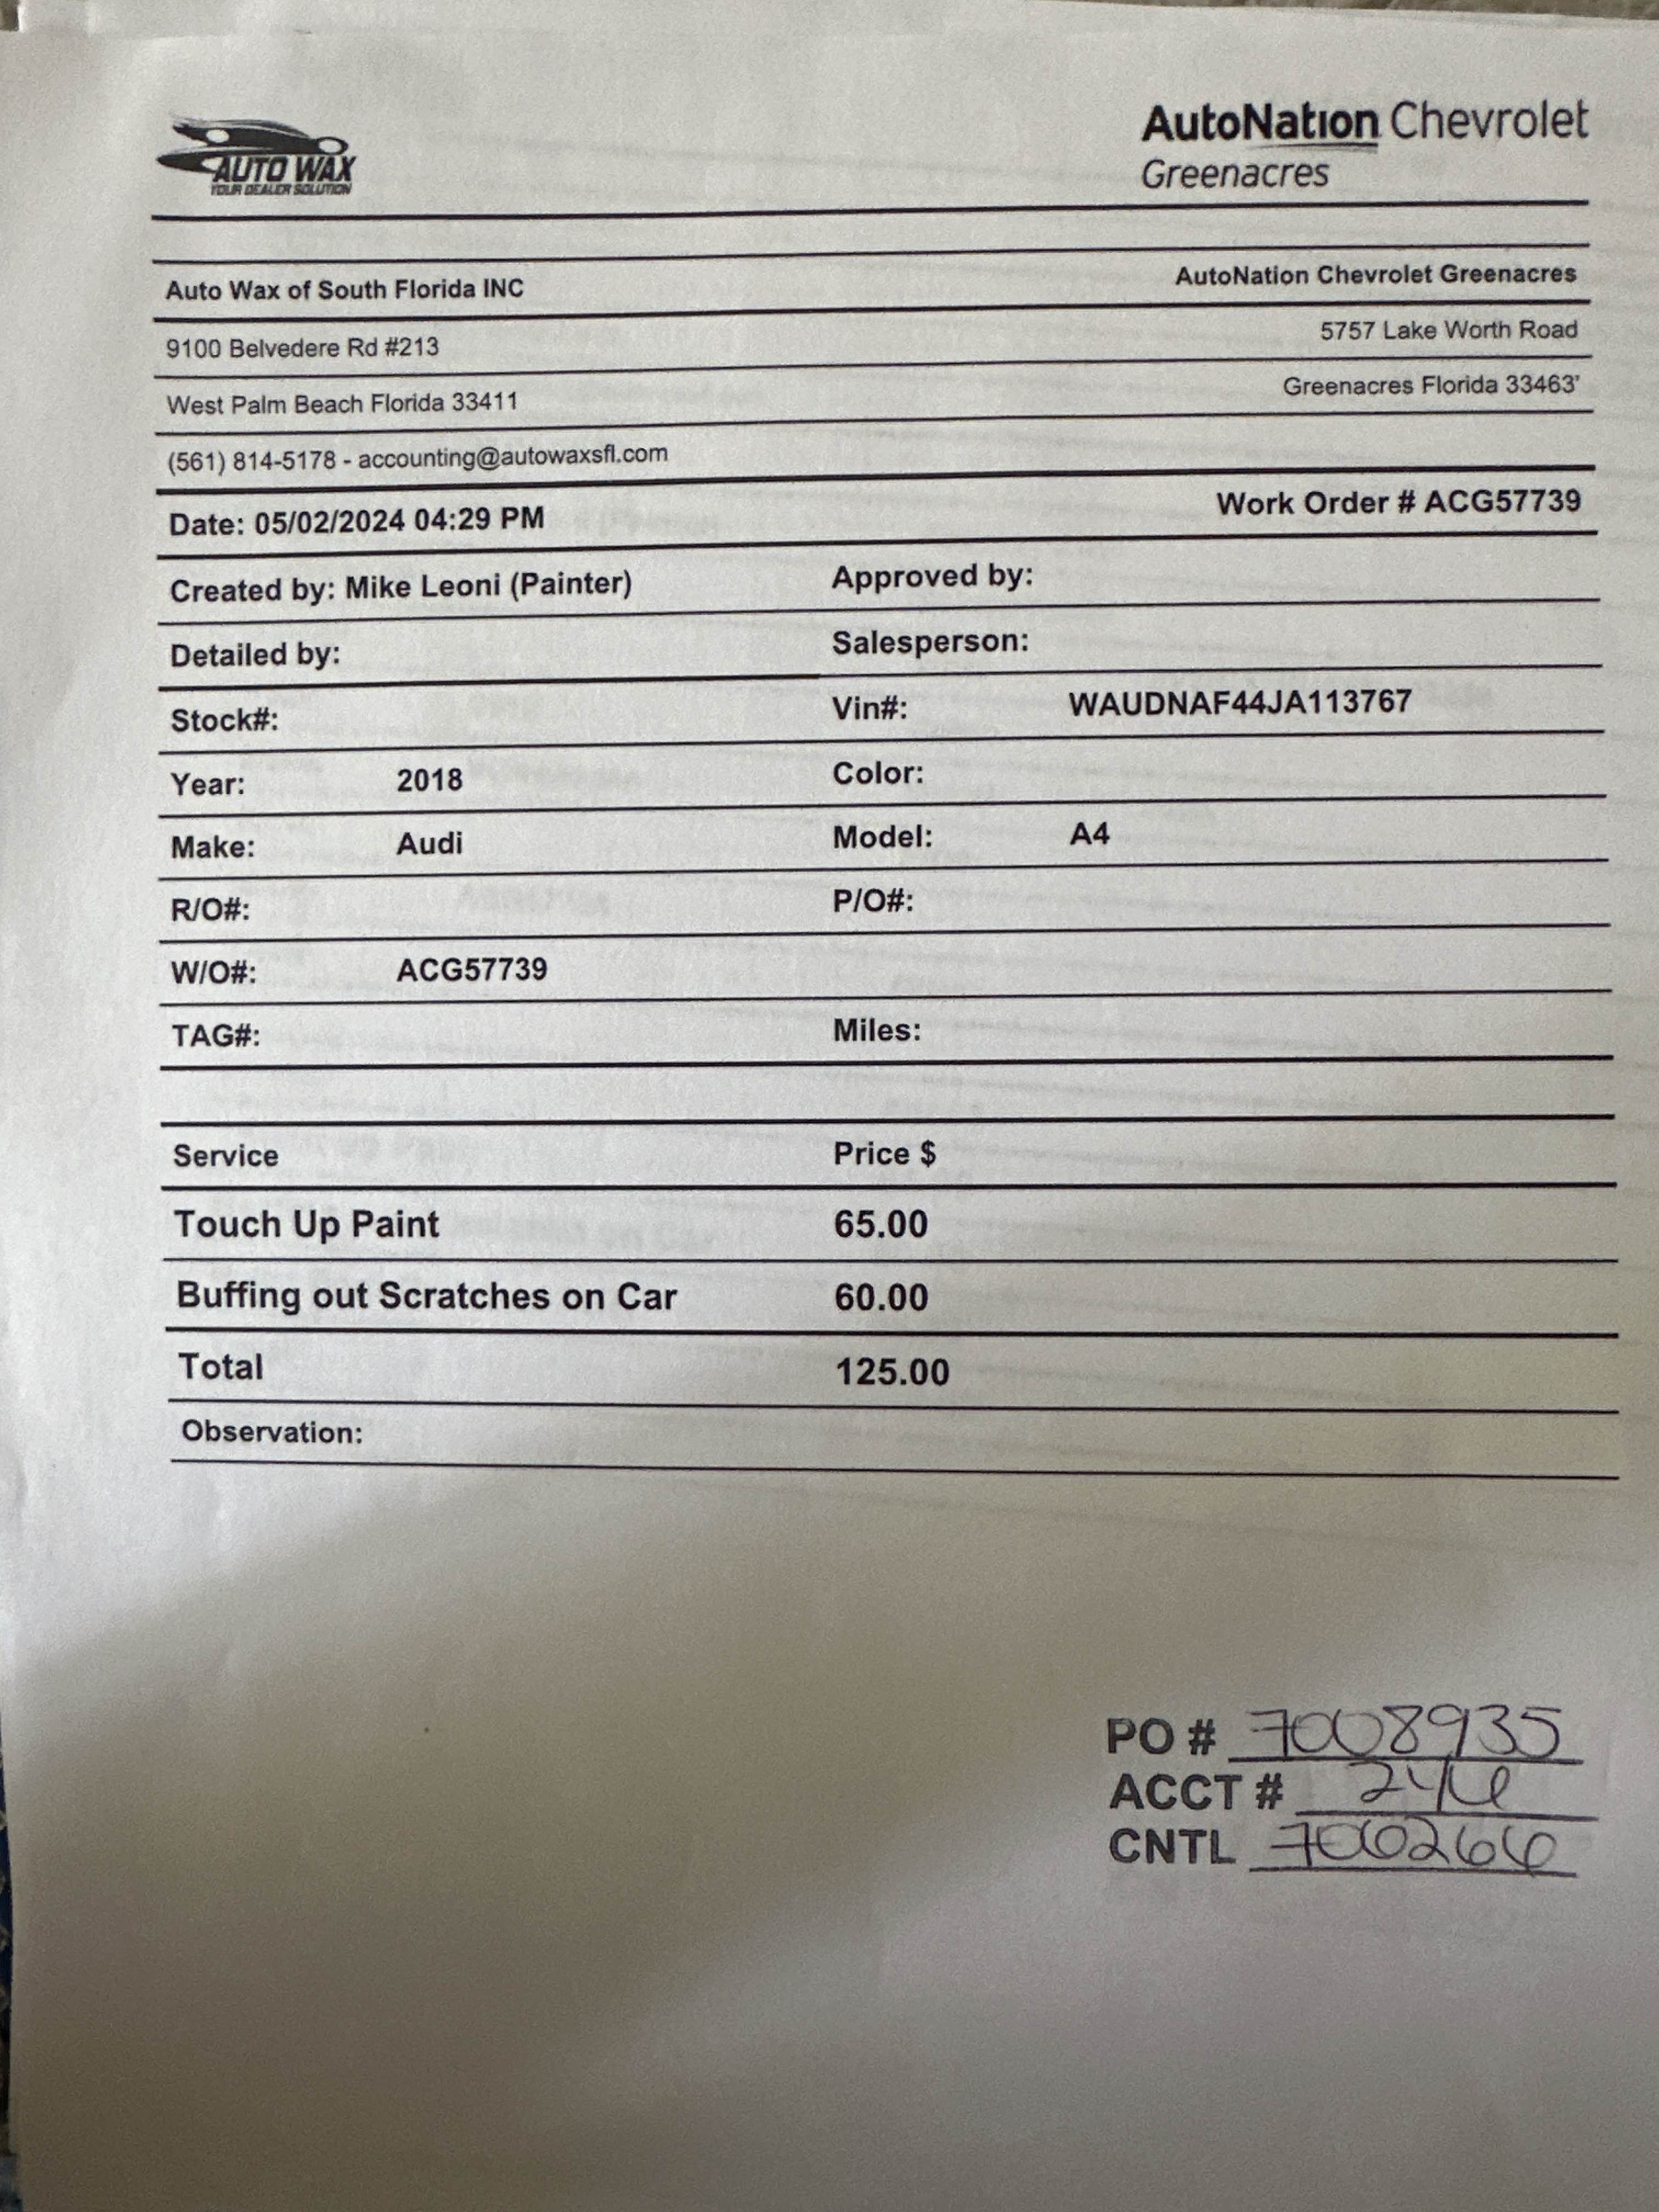 AUTO WAX
YOUR DEALER SOLUTION
AutoNation Chevrolet
Greenacres
Auto Wax of South Florida INC
AutoNation Chevrolet Greenacres
9100 Belvedere Rd #213
5757 Lake Worth Road
West Palm Beach Florida 33411
Greenacres Florida 33463'
(561) 814-5178 - accounting@autowaxsfl.com
Date: 05/02/2024 04:29 PM
Work Order # ACG57739
Created by: Mike Leoni (Painter)
Approved by:
Detailed by:
Salesperson:
Stock#:
Vin#: WAUDNAF44JA113767
Year: 2018
Color:
Make: Audi
Model: A4
R/O#:
P/O#:
W/O#: ACG57739
TAG#:
Miles:
Service Price $
Touch Up Paint 65.00
Buffing out Scratches on Car 60.00
Total 125.00
Observation:
PO # 7008935
ACCT # 246
CNTL 7006266